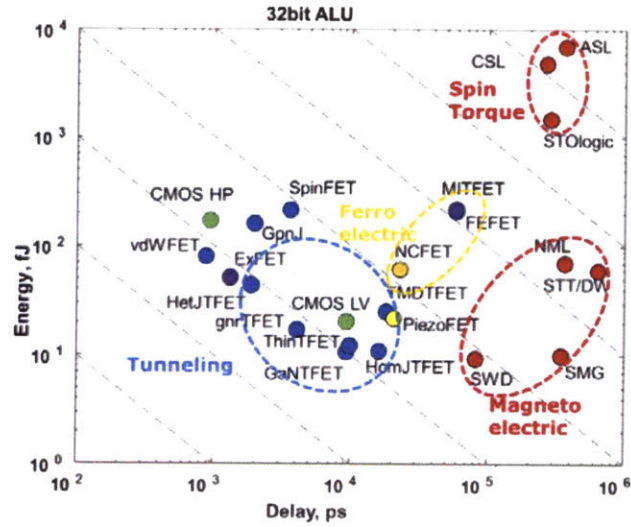 32bit ALU
10^4
CSL
ASL
Spin
Torque
STOlogic
10^3
SpinFET
MITFET
CMOS HP
GpnJ
Ferro
electric
FEFET
vdWFET
ExFET
NCFET
NML
10^2
HetJTFET
MDTFET
STT/DW
gnrTFET
CMOS LV
PiezoFET
ThinTFET
Tunneling
GaNTFET
HomJTFET
SWD
SMG
10^1
Magneto
electric
10^0
Energy, fJ
10^2 10^3 10^4 10^5 10^6
Delay, ps